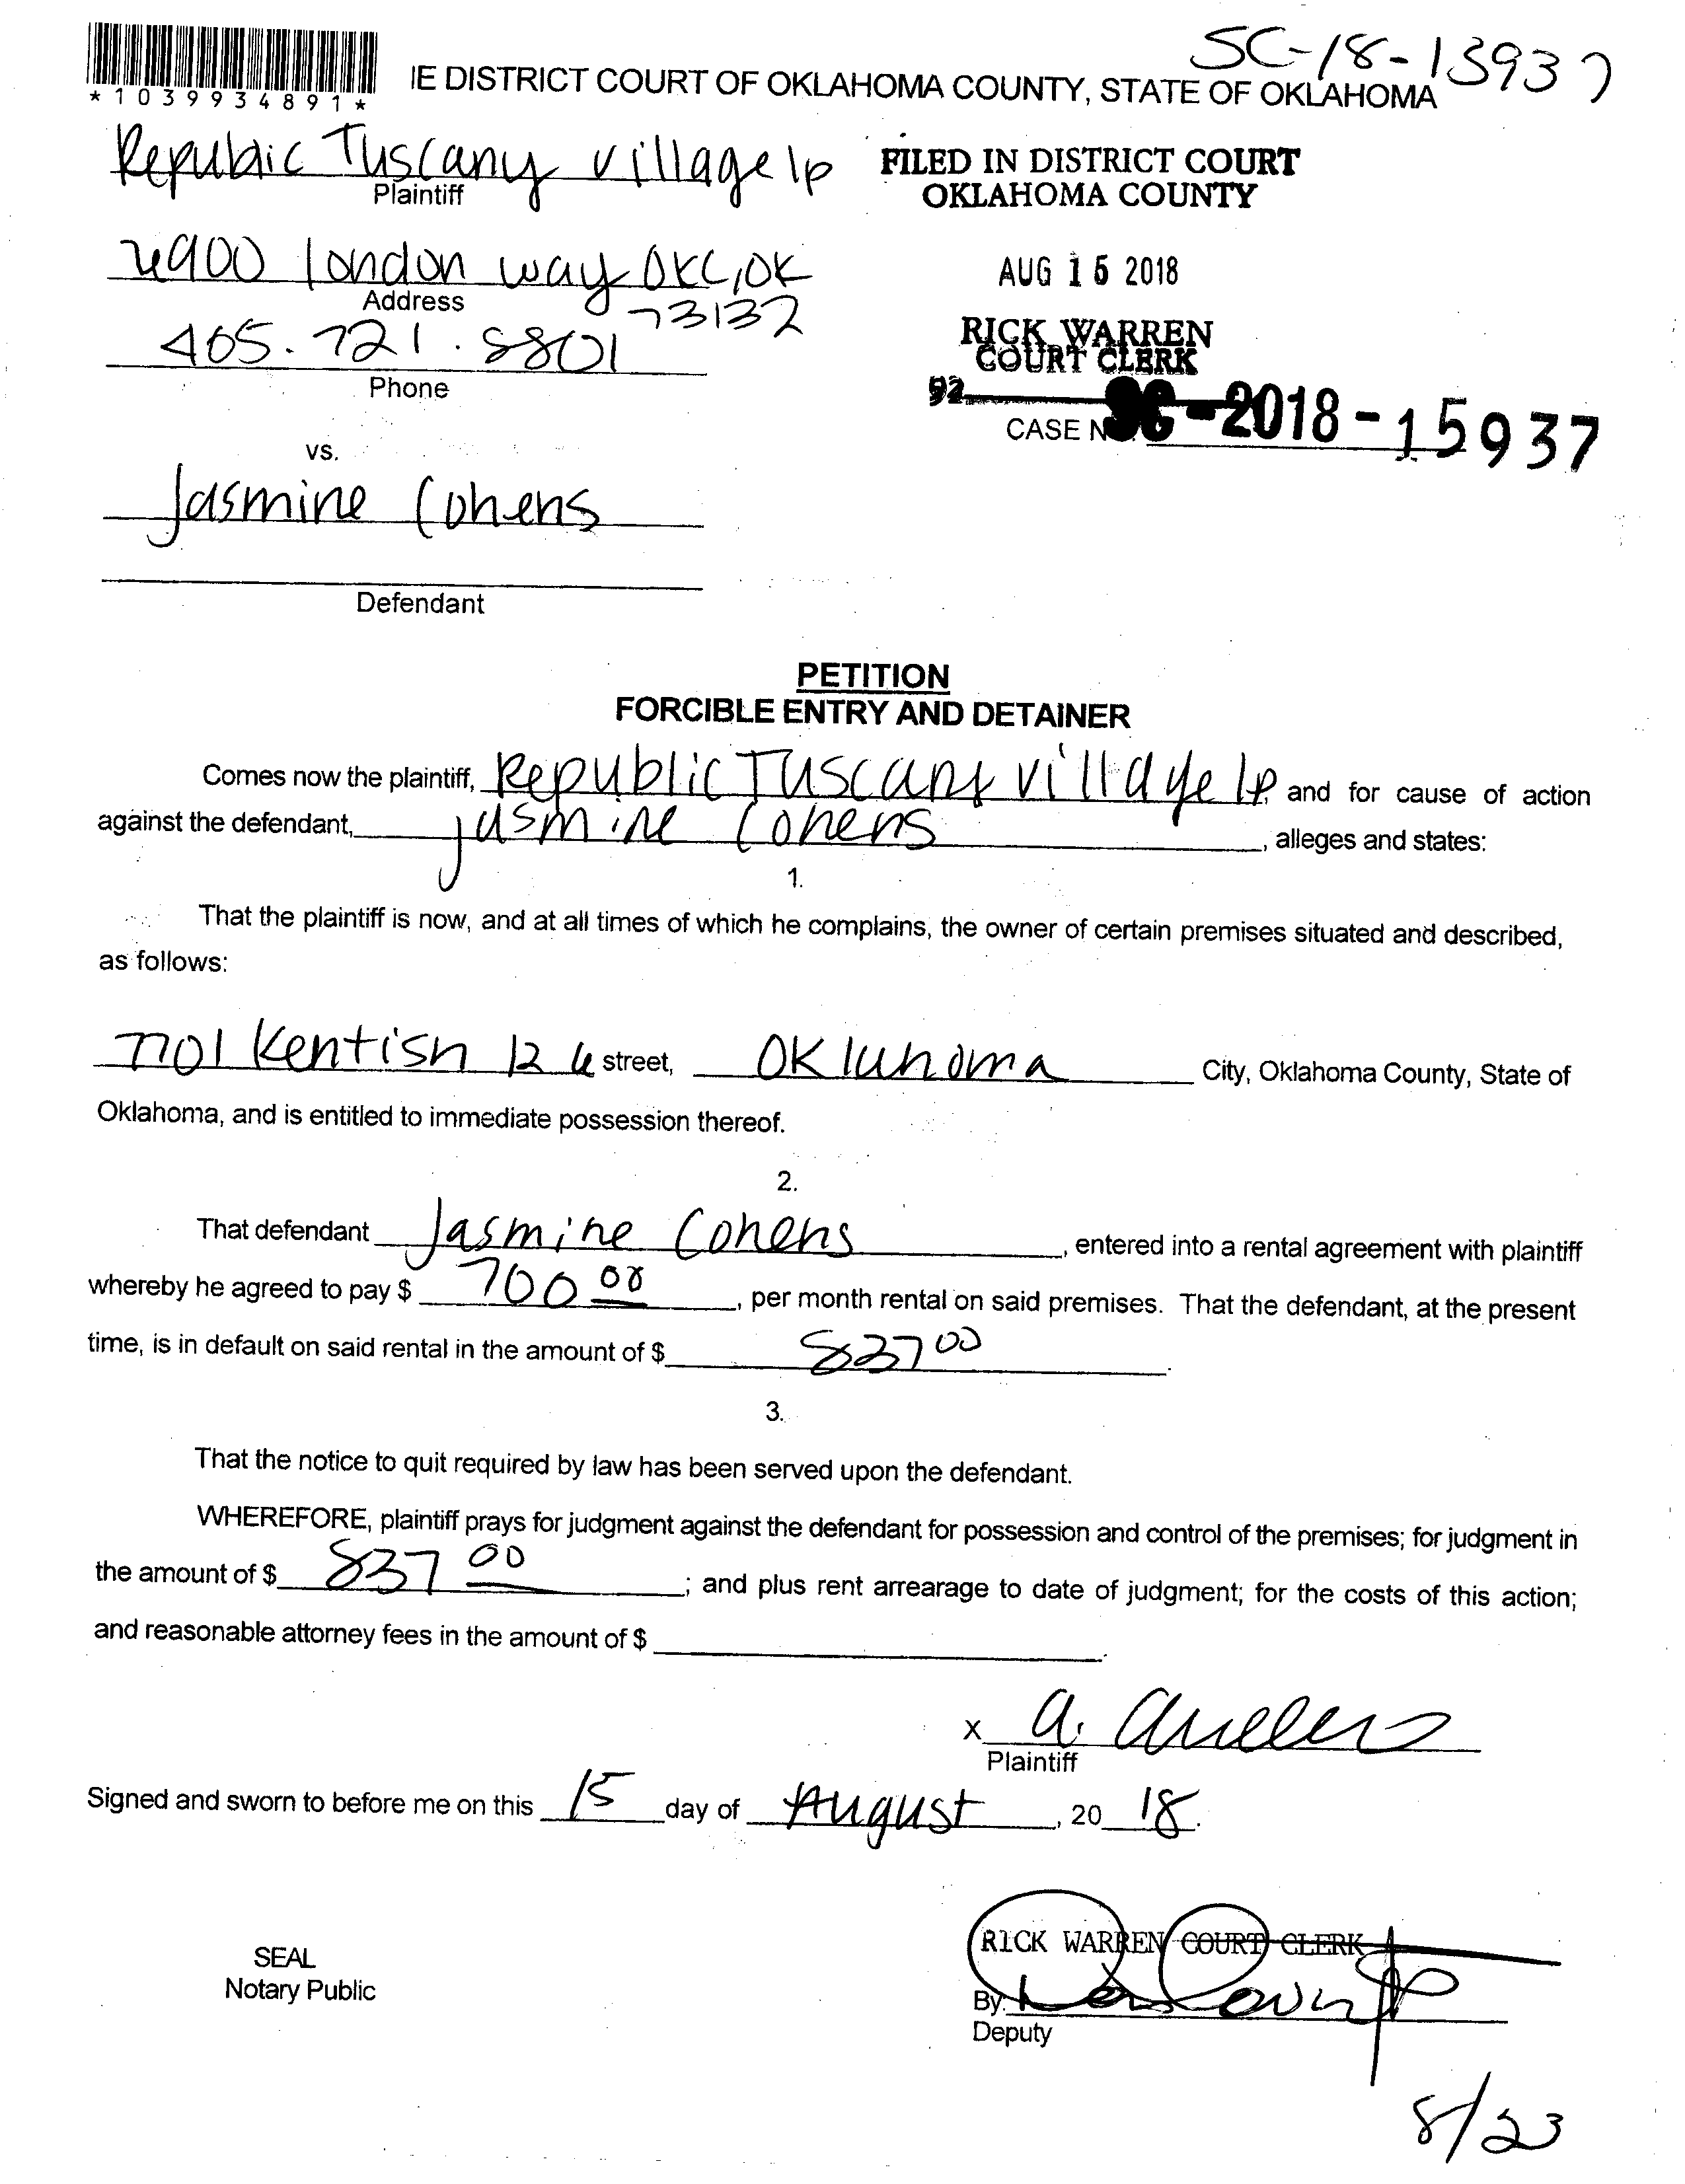 SC-18-15937
*1039934891*
IE DISTRICT COURT OF OKLAHOMA COUNTY, STATE OF OKLAHOMA
Republic Tuscany village lp
Plaintiff
FILED IN DISTRICT COURT
OKLAHOMA COUNTY
6900 london way OKC, OK
73132
Address
AUG 15 2018
405.721.8801
Phone
RICK WARREN
COURT CLERK
92
CASE N SC-2018-15937
vs.
Jasmine Cohens
Defendant
PETITION
FORCIBLE ENTRY AND DETAINER
Comes now the plaintiff, Republic Tuscany village lp, and for cause of action
against the defendant, Jasmine Cohens, alleges and states:
1.
That the plaintiff is now, and at all times of which he complains, the owner of certain premises situated and described,
as follows:
7701 Kentish 126 street, Oklahoma City, Oklahoma County, State of
Oklahoma, and is entitled to immediate possession thereof.
2.
That defendant Jasmine Cohens, entered into a rental agreement with plaintiff
whereby he agreed to pay $ 700 00, per month rental on said premises. That the defendant, at the present
time, is in default on said rental in the amount of $ 837 00.
3.
That the notice to quit required by law has been served upon the defendant.
WHEREFORE, plaintiff prays for judgment against the defendant for possession and control of the premises; for judgment in
the amount of $ 837 00; and plus rent arrearage to date of judgment; for the costs of this action;
and reasonable attorney fees in the amount of $
X a.
Plaintiff
Signed and sworn to before me on this 15 day of August, 20 18.
RICK WARREN COURT CLERK
SEAL
Notary Public
By:
Deputy
8/23